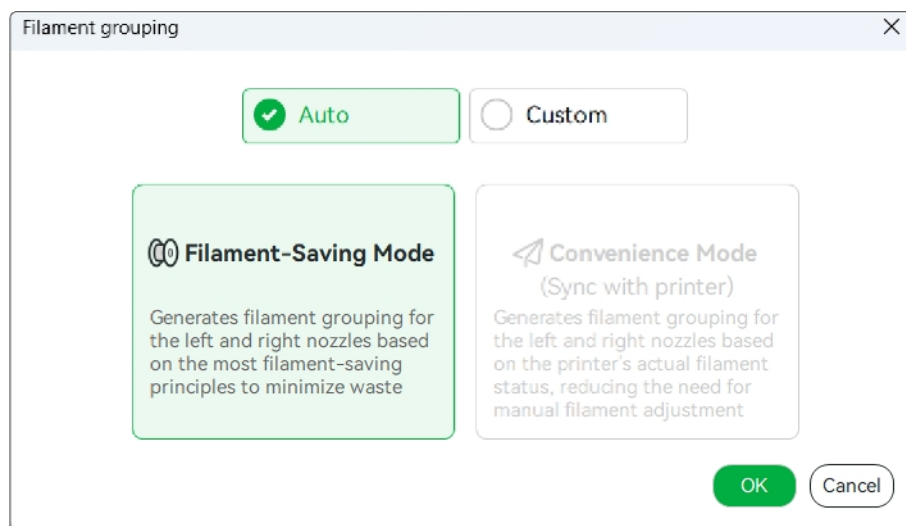 Filament grouping
Auto
Custom
Filament-Saving Mode
Generates filament grouping for
the left and right nozzles based
on the most filament-saving
principles to minimize waste
Convenience Mode
(Sync with printer)
Generates filament grouping for
the left and right nozzles based
on the printer's actual filament
status, reducing the need for
manual filament adjustment
OK
Cancel